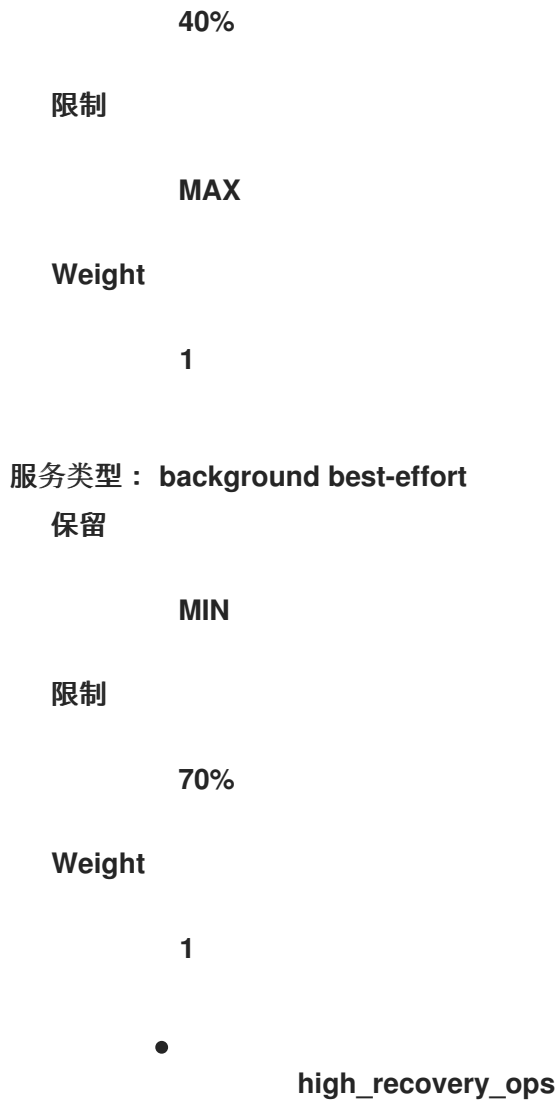 40%
限制
MAX
Weight
1
服务类型： background best-effort
保留
MIN
限制
70%
Weight
1
●
high_recovery_ops